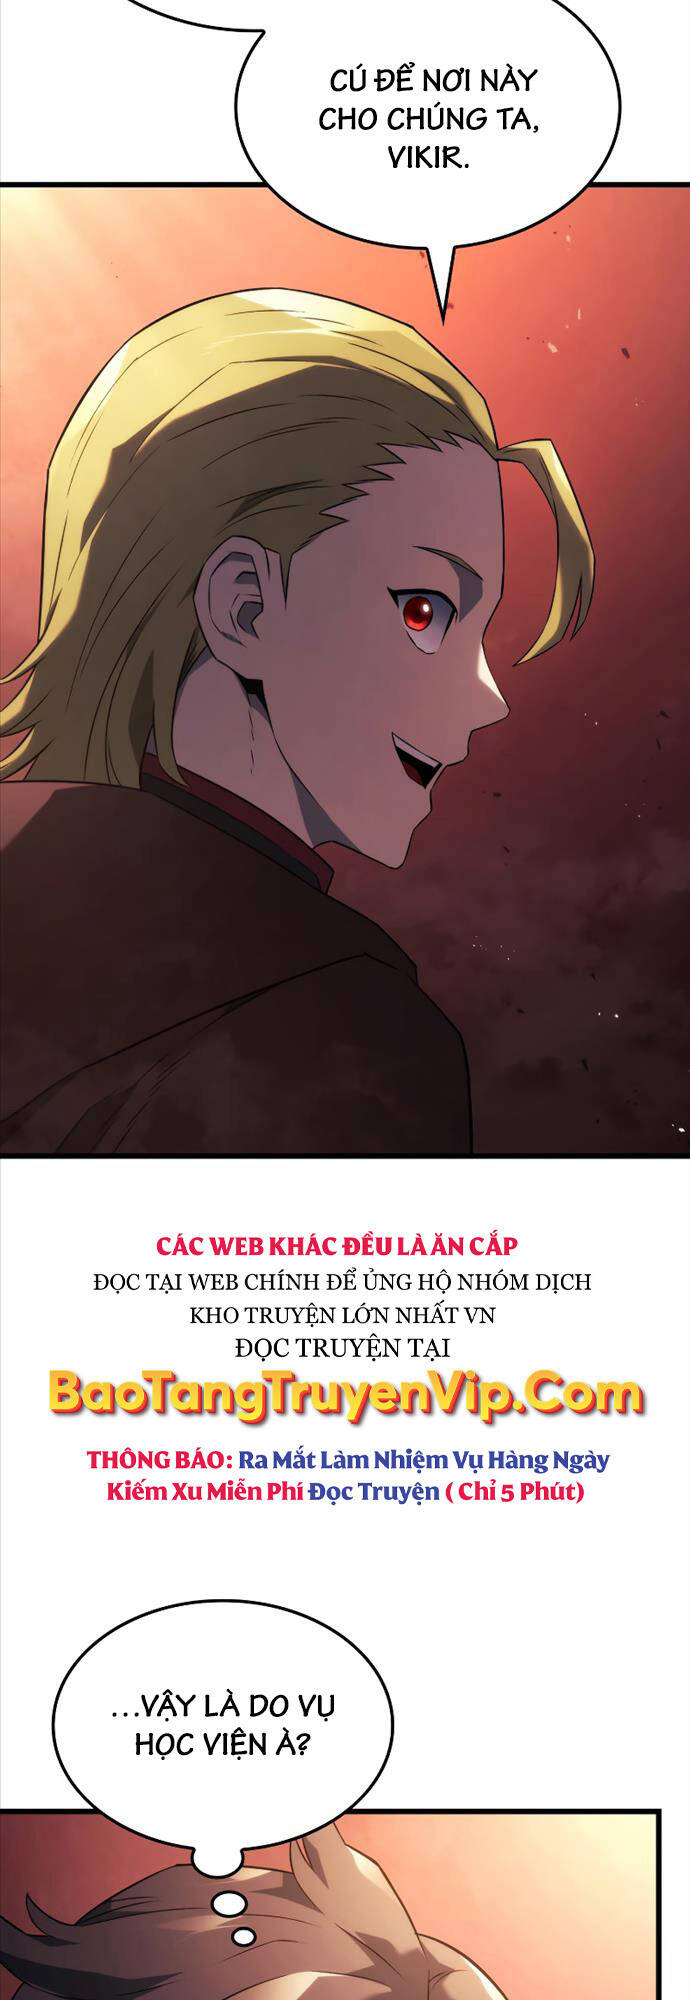 CÚ ĐỂ NƠI NÀY
CHO CHÚNG TA,
VIKIR.
CÁC WEB KHÁC ĐỀU LÀ ĂN CẮP
ĐỌC TẠI WEB CHÍNH ĐỂ ỦNG HỘ NHÓM DỊCH
KHO TRUYỆN LỚN NHẤT VN
ĐỌC TRUYỆN TẠI
BaoTangTruyenVip.Com
THÔNG BÁO: Ra Mắt Làm Nhiệm Vụ Hàng Ngày
Kiếm Xu Miễn Phí Đọc Truyện ( Chỉ 5 Phút)
...VẬY LÀ DO VỤ
HỌC VIỆN À?